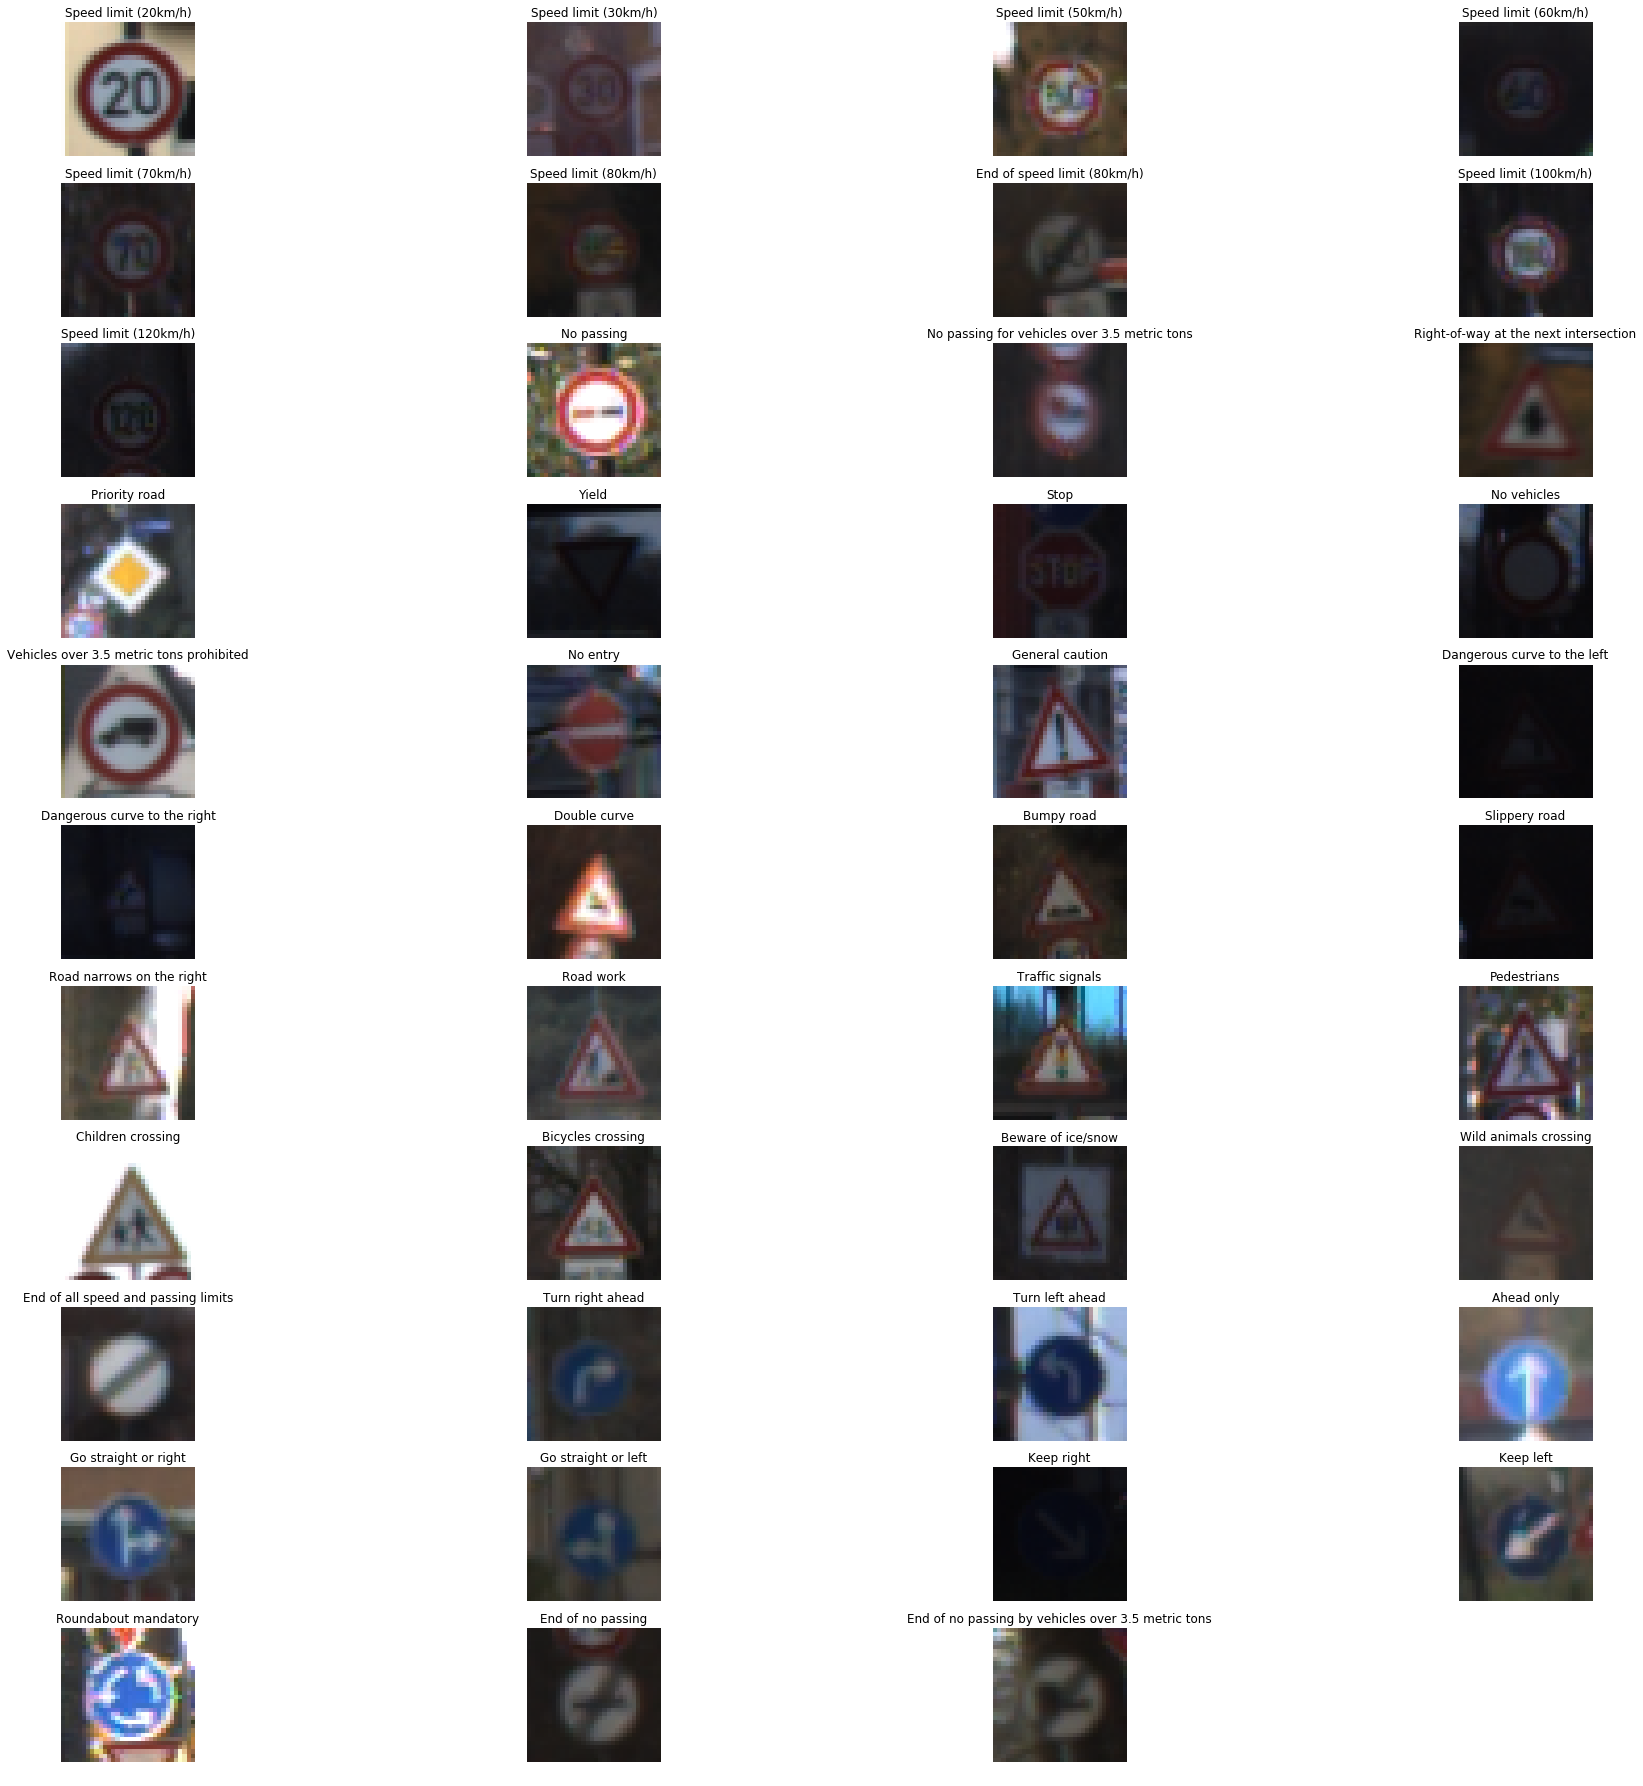 Speed limit (20km/h)
Speed limit (30km/h)
Speed limit (50km/h)
Speed limit (60km/h)
20
30
50
60
Speed limit (70km/h)
Speed limit (80km/h)
End of speed limit (80km/h)
Speed limit (100km/h)
70
Speed limit (120km/h)
No passing
No passing for vehicles over 3.5 metric tons
Right-of-way at the next intersection
120
Priority road
Yield
Stop
No vehicles
STOP
Vehicles over 3.5 metric tons prohibited
No entry
General caution
Dangerous curve to the left
Dangerous curve to the right
Double curve
Bumpy road
Slippery road
Road narrows on the right
Road work
Traffic signals
Pedestrians
Children crossing
Bicycles crossing
Beware of ice/snow
Wild animals crossing
End of all speed and passing limits
Turn right ahead
Turn left ahead
Ahead only
Go straight or right
Go straight or left
Keep right
Keep left
Roundabout mandatory
End of no passing
End of no passing by vehicles over 3.5 metric tons